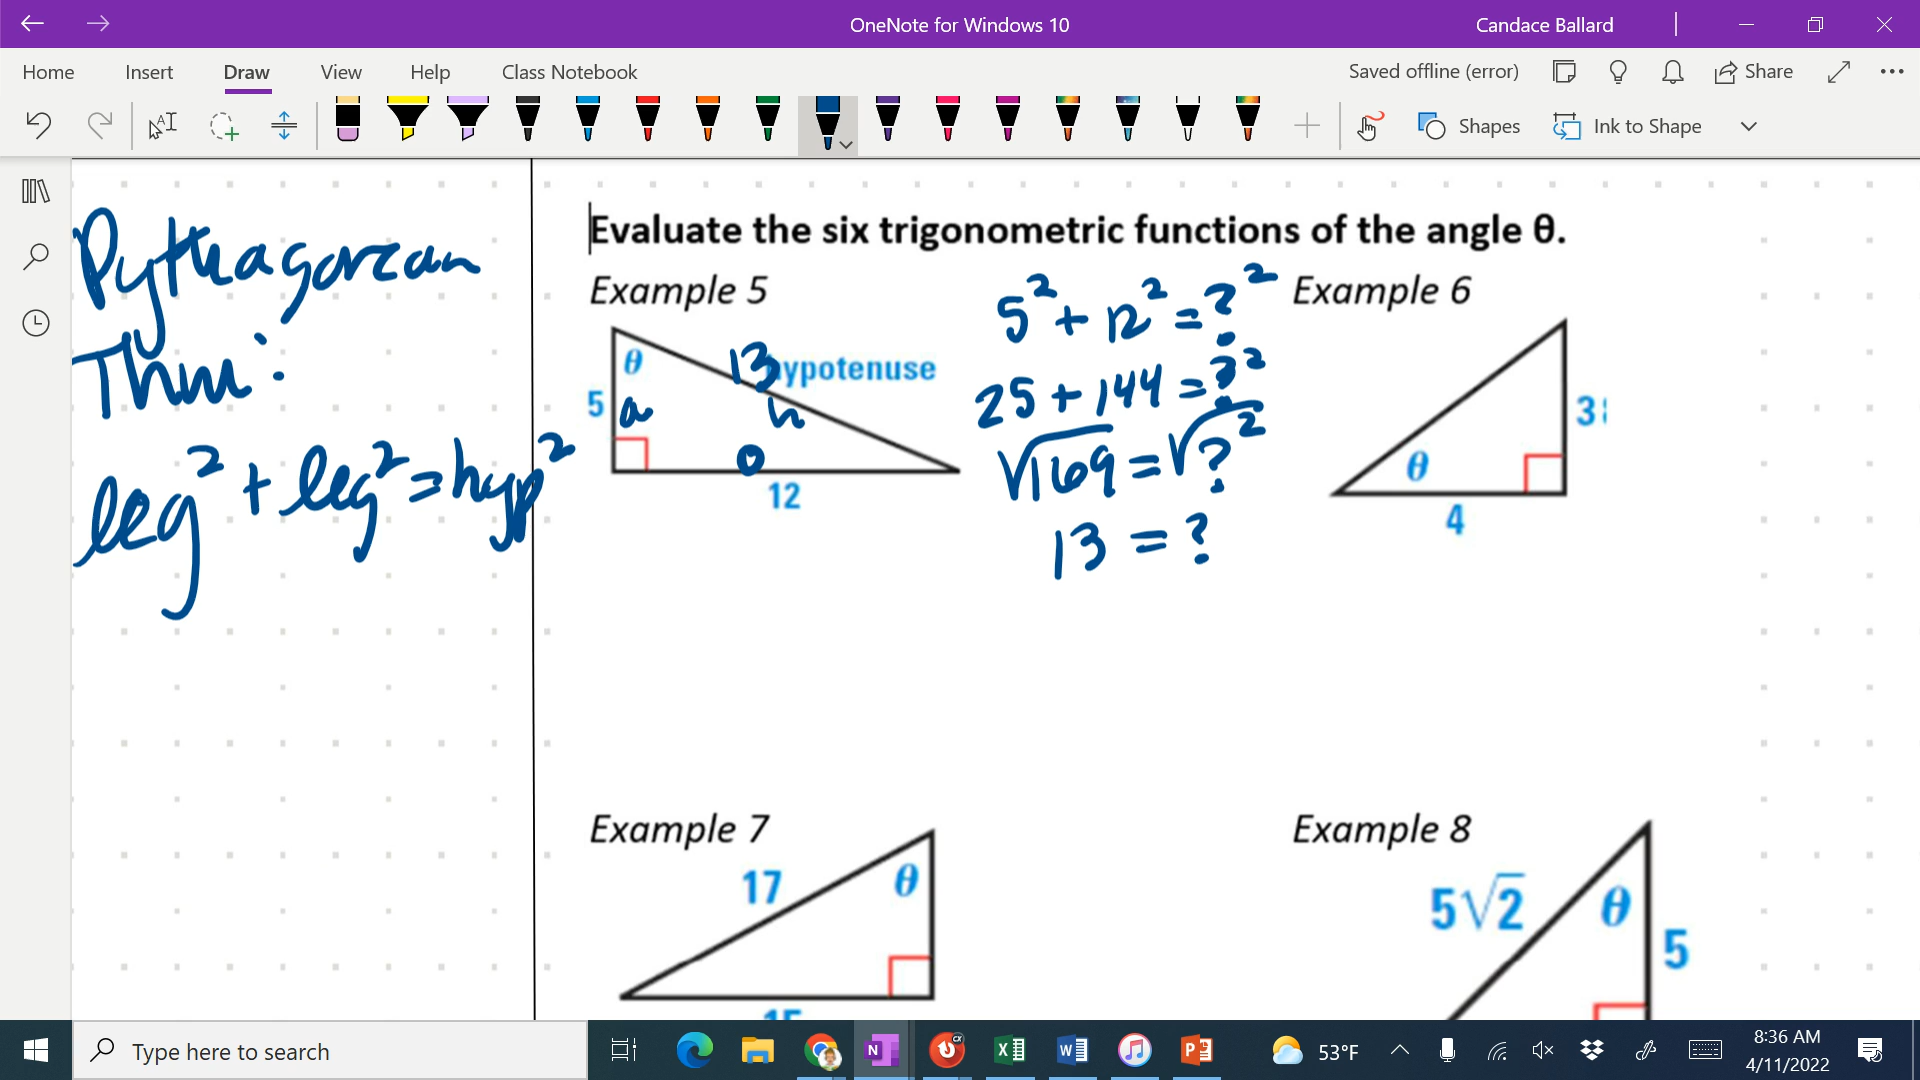 OneNote for Windows 10
Candace Ballard
Home Insert Draw View Help Class Notebook
Saved offline (error)
Share
Shapes
Ink to Shape
Pythagorean
Thm:
leg² + leg² = hyp²
Evaluate the six trigonometric functions of the angle θ.
Example 5
θ
13
hypotenuse
5
a
h
o
12
5² + 12² = ?²
25 + 144 = ?²
√169 = √?²
13 = ?
Example 6
3
θ
4
Example 7
17
θ
15
Example 8
5√2
θ
5
Type here to search
53°F
8:36 AM
4/11/2022